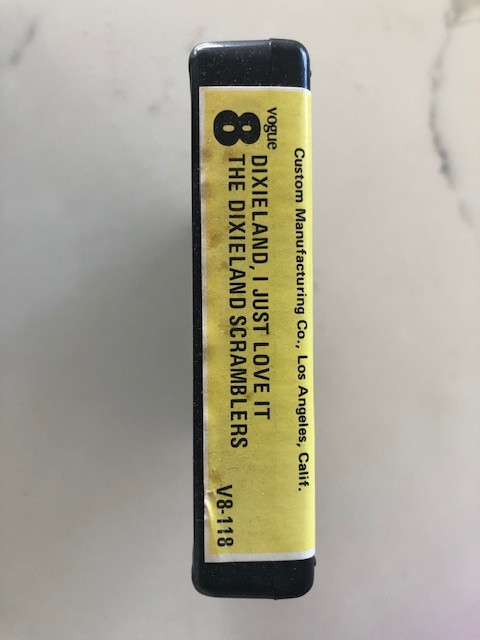 Custom Manufacturing Co., Los Angeles, Calif.
vogue
8
DIXIELAND, I JUST LOVE IT
THE DIXIELAND SCRAMBLERS
V8-118